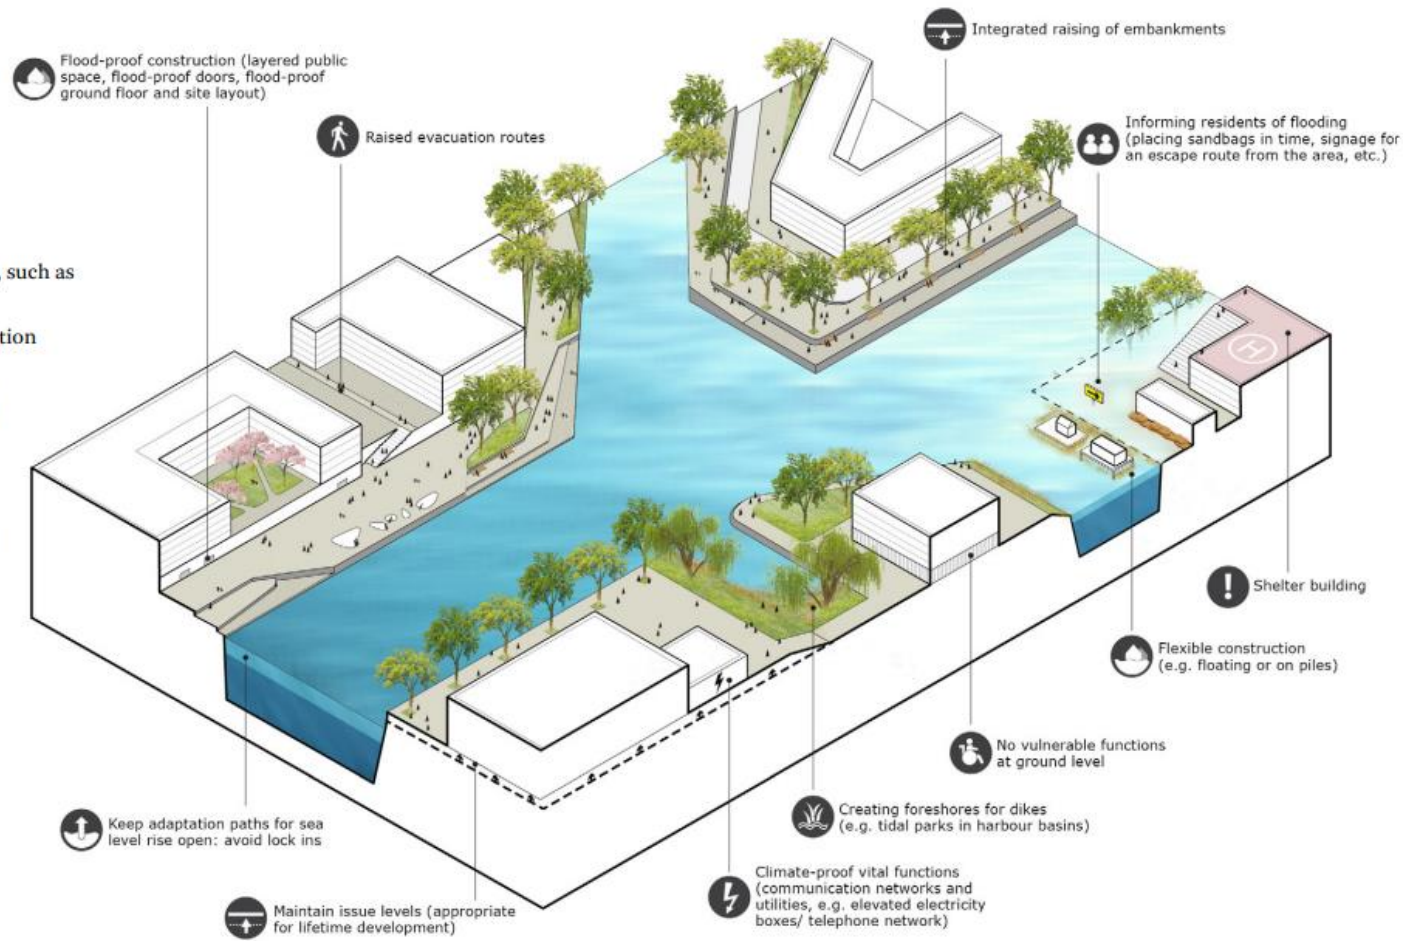 Integrated raising of embankments
Flood-proof construction (layered public
space, flood-proof doors, flood-proof
ground floor and site layout)
Raised evacuation routes
Informing residents of flooding
(placing sandbags in time, signage for
an escape route from the area, etc.)
, such as
tion
H
Shelter building
Flexible construction
(e.g. floating or on piles)
No vulnerable functions
at ground level
Creating foreshores for dikes
(e.g. tidal parks in harbour basins)
Keep adaptation paths for sea
level rise open: avoid lock ins
Climate-proof vital functions
(communication networks and
utilities, e.g. elevated electricity
boxes/ telephone network)
Maintain issue levels (appropriate
for lifetime development)